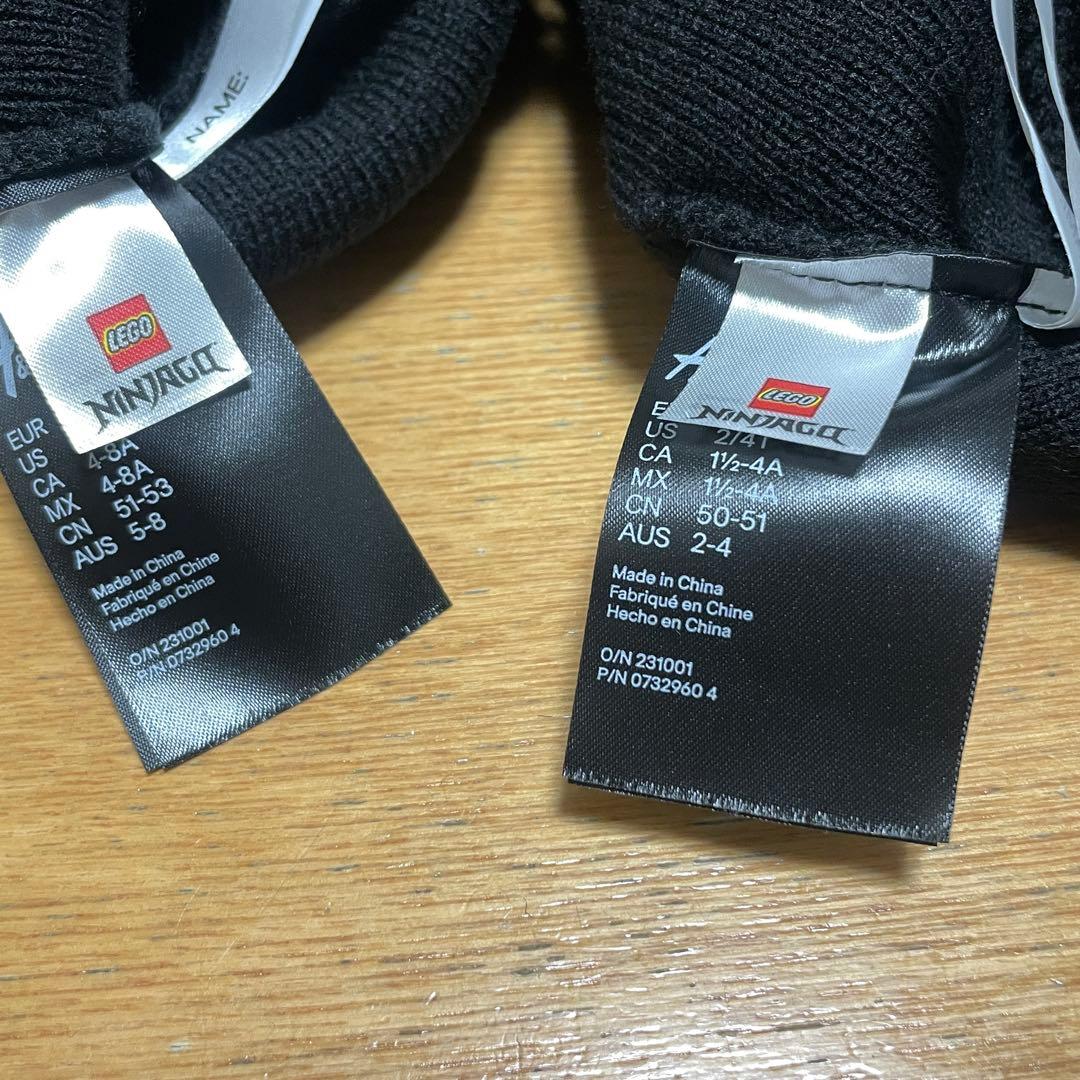 NAME:
LEGO
NINJAGO
&
EUR
US
CA 4-8A
MX 4-8A
CN 51-53
AUS 5-8
Made in China
Fabriqué en Chine
Hecho en China
O/N 231001
P/N 0732960 4
LEGO
NINJAGO
US 2/4T
CA 1½-4A
MX 1½-4A
CN 50-51
AUS 2-4
Made in China
Fabriqué en Chine
Hecho en China
O/N 231001
P/N 0732960 4